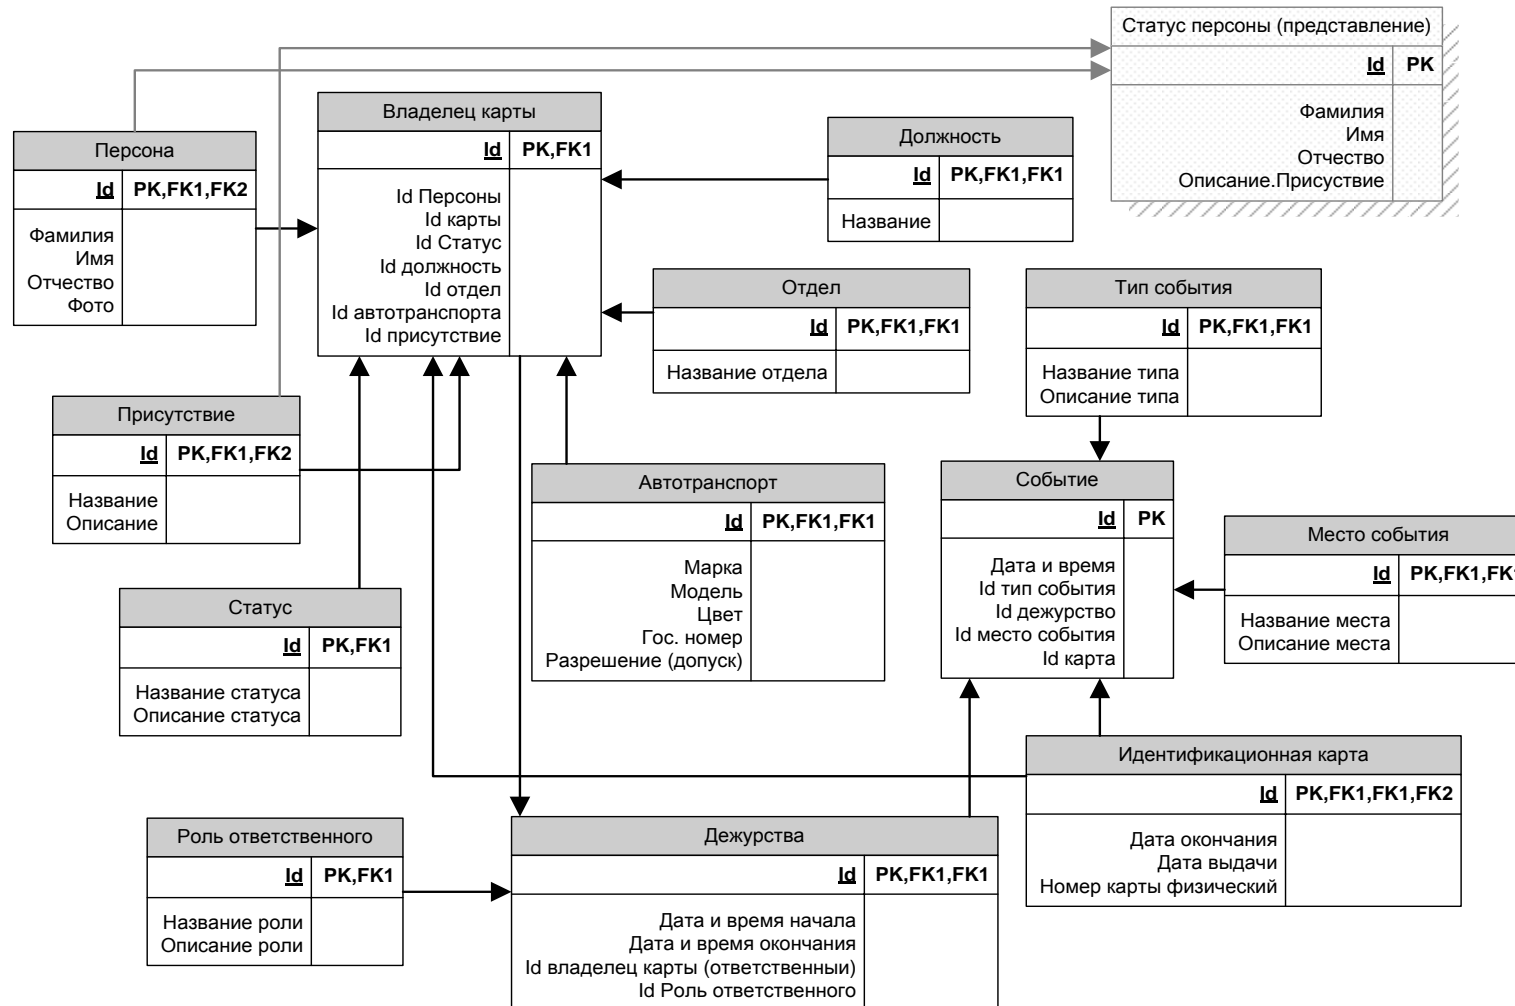 Статус персоны (представление)
Id PK
Фамилия
Имя
Отчество
Описание.Присуствие
Владелец карты
Id PK,FK1
Id Персоны
Id карты
Id Статус
Id должность
Id отдел
Id автотранспорта
Id присутствие
Должность
Id PK,FK1,FK1
Название
Персона
Id PK,FK1,FK2
Фамилия
Имя
Отчество
Фото
Отдел
Id PK,FK1,FK1
Название отдела
Тип события
Id PK,FK1,FK1
Название типа
Описание типа
Присутствие
Id PK,FK1,FK2
Название
Описание
Автотранспорт
Id PK,FK1,FK1
Марка
Модель
Цвет
Гос. номер
Разрешение (допуск)
Событие
Id PK
Дата и время
Id тип события
Id дежурство
Id место события
Id карта
Место события
Id PK,FK1,FK1
Название места
Описание места
Статус
Id PK,FK1
Название статуса
Описание статуса
Идентификационная карта
Id PK,FK1,FK1,FK2
Дата окончания
Дата выдачи
Номер карты физический
Роль ответственного
Id PK,FK1
Название роли
Описание роли
Дежурства
Id PK,FK1,FK1
Дата и время начала
Дата и время окончания
Id владелец карты (ответственный)
Id Роль ответственного